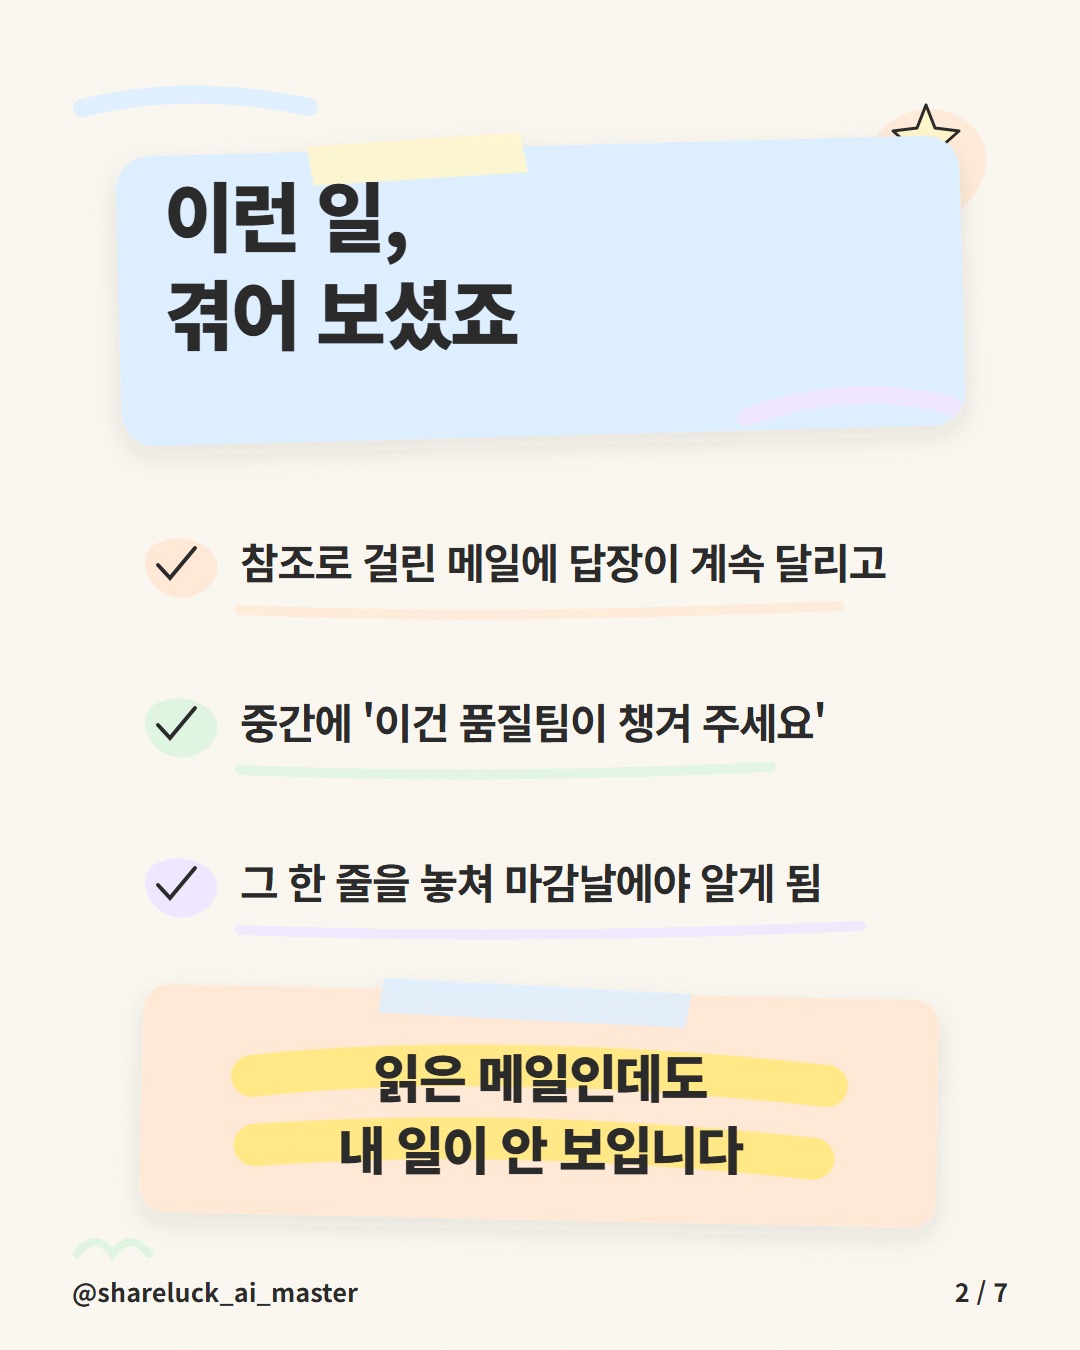 이런 일,
겪어 보셨죠
참조로 걸린 메일에 답장이 계속 달리고
중간에 '이건 품질팀이 챙겨 주세요'
그 한 줄을 놓쳐 마감날에야 알게 됨
읽은 메일인데도
내 일이 안 보입니다
@shareluck_ai_master
2 / 7